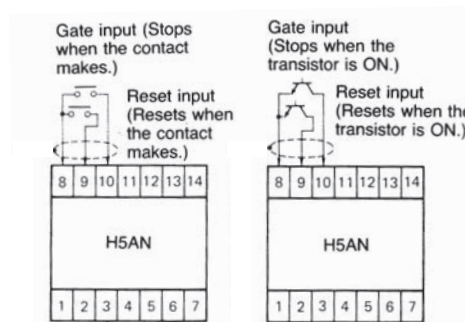 Gate input (Stops
when the contact
makes.)
Reset input
(Resets when
the contact
makes.)
8 9 10 11 12 13 14
H5AN
1 2 3 4 5 6 7
Gate input
(Stops when the
transistor is ON.)
Reset input
(Resets when the
transistor is ON.)
8 9 10 11 12 13 14
H5AN
1 2 3 4 5 6 7